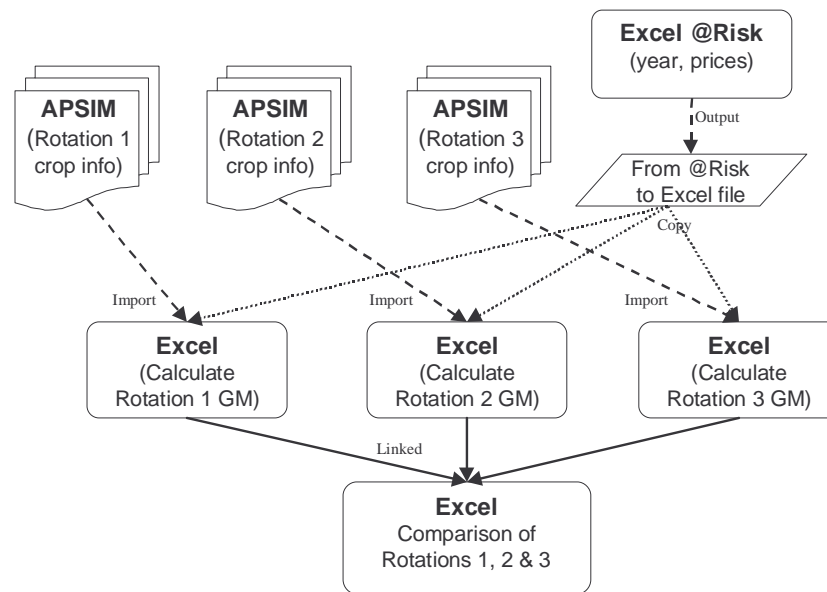 Excel @Risk
(year, prices)
APSIM
(Rotation 1
crop info)
APSIM
(Rotation 2
crop info)
APSIM
(Rotation 3
crop info)
Output
From @Risk
to Excel file
Copy
Import
Import
Import
Excel
(Calculate
Rotation 1 GM)
Excel
(Calculate
Rotation 2 GM)
Excel
(Calculate
Rotation 3 GM)
Linked
Excel
Comparison of
Rotations 1, 2 & 3